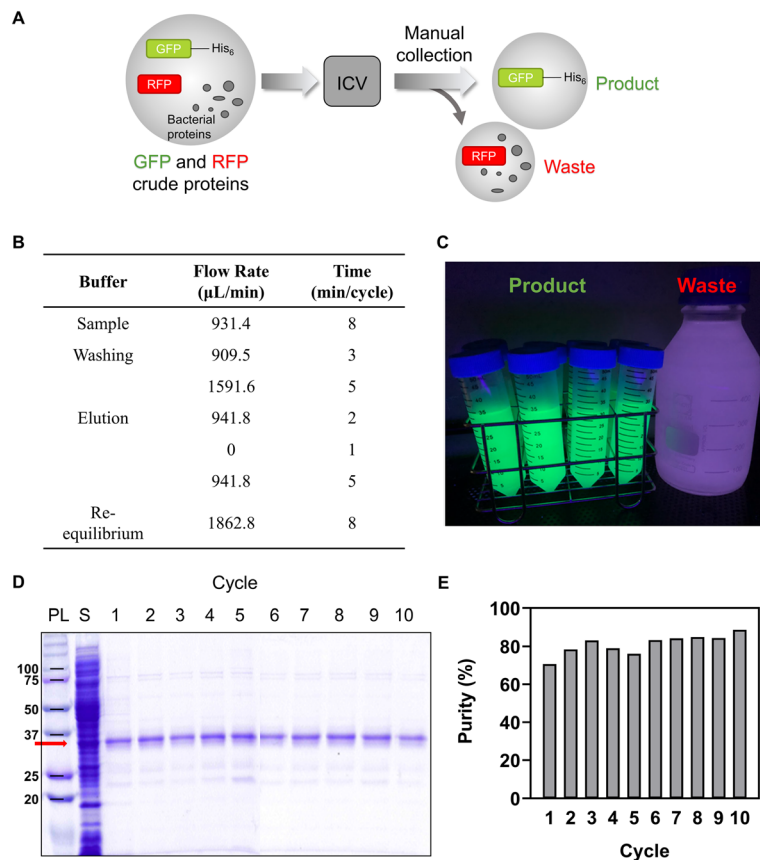 A
GFP
His₆
RFP
Bacterial
proteins
GFP and RFP
crude proteins
ICV
Manual
collection
GFP
His₆
Product
RFP
Waste
B
Buffer
Flow Rate
(µL/min)
Time
(min/cycle)
Sample 931.4 8
Washing 909.5 3
1591.6 5
Elution 941.8 2
0 1
941.8 5
Re-
equilibrium
1862.8 8
C
Product
Waste
D
Cycle
PL S 1 2 3 4 5 6 7 8 9 10
100
75
50
37
25
20
E
Purity (%)
100
80
60
40
20
0
1 2 3 4 5 6 7 8 9 10
Cycle